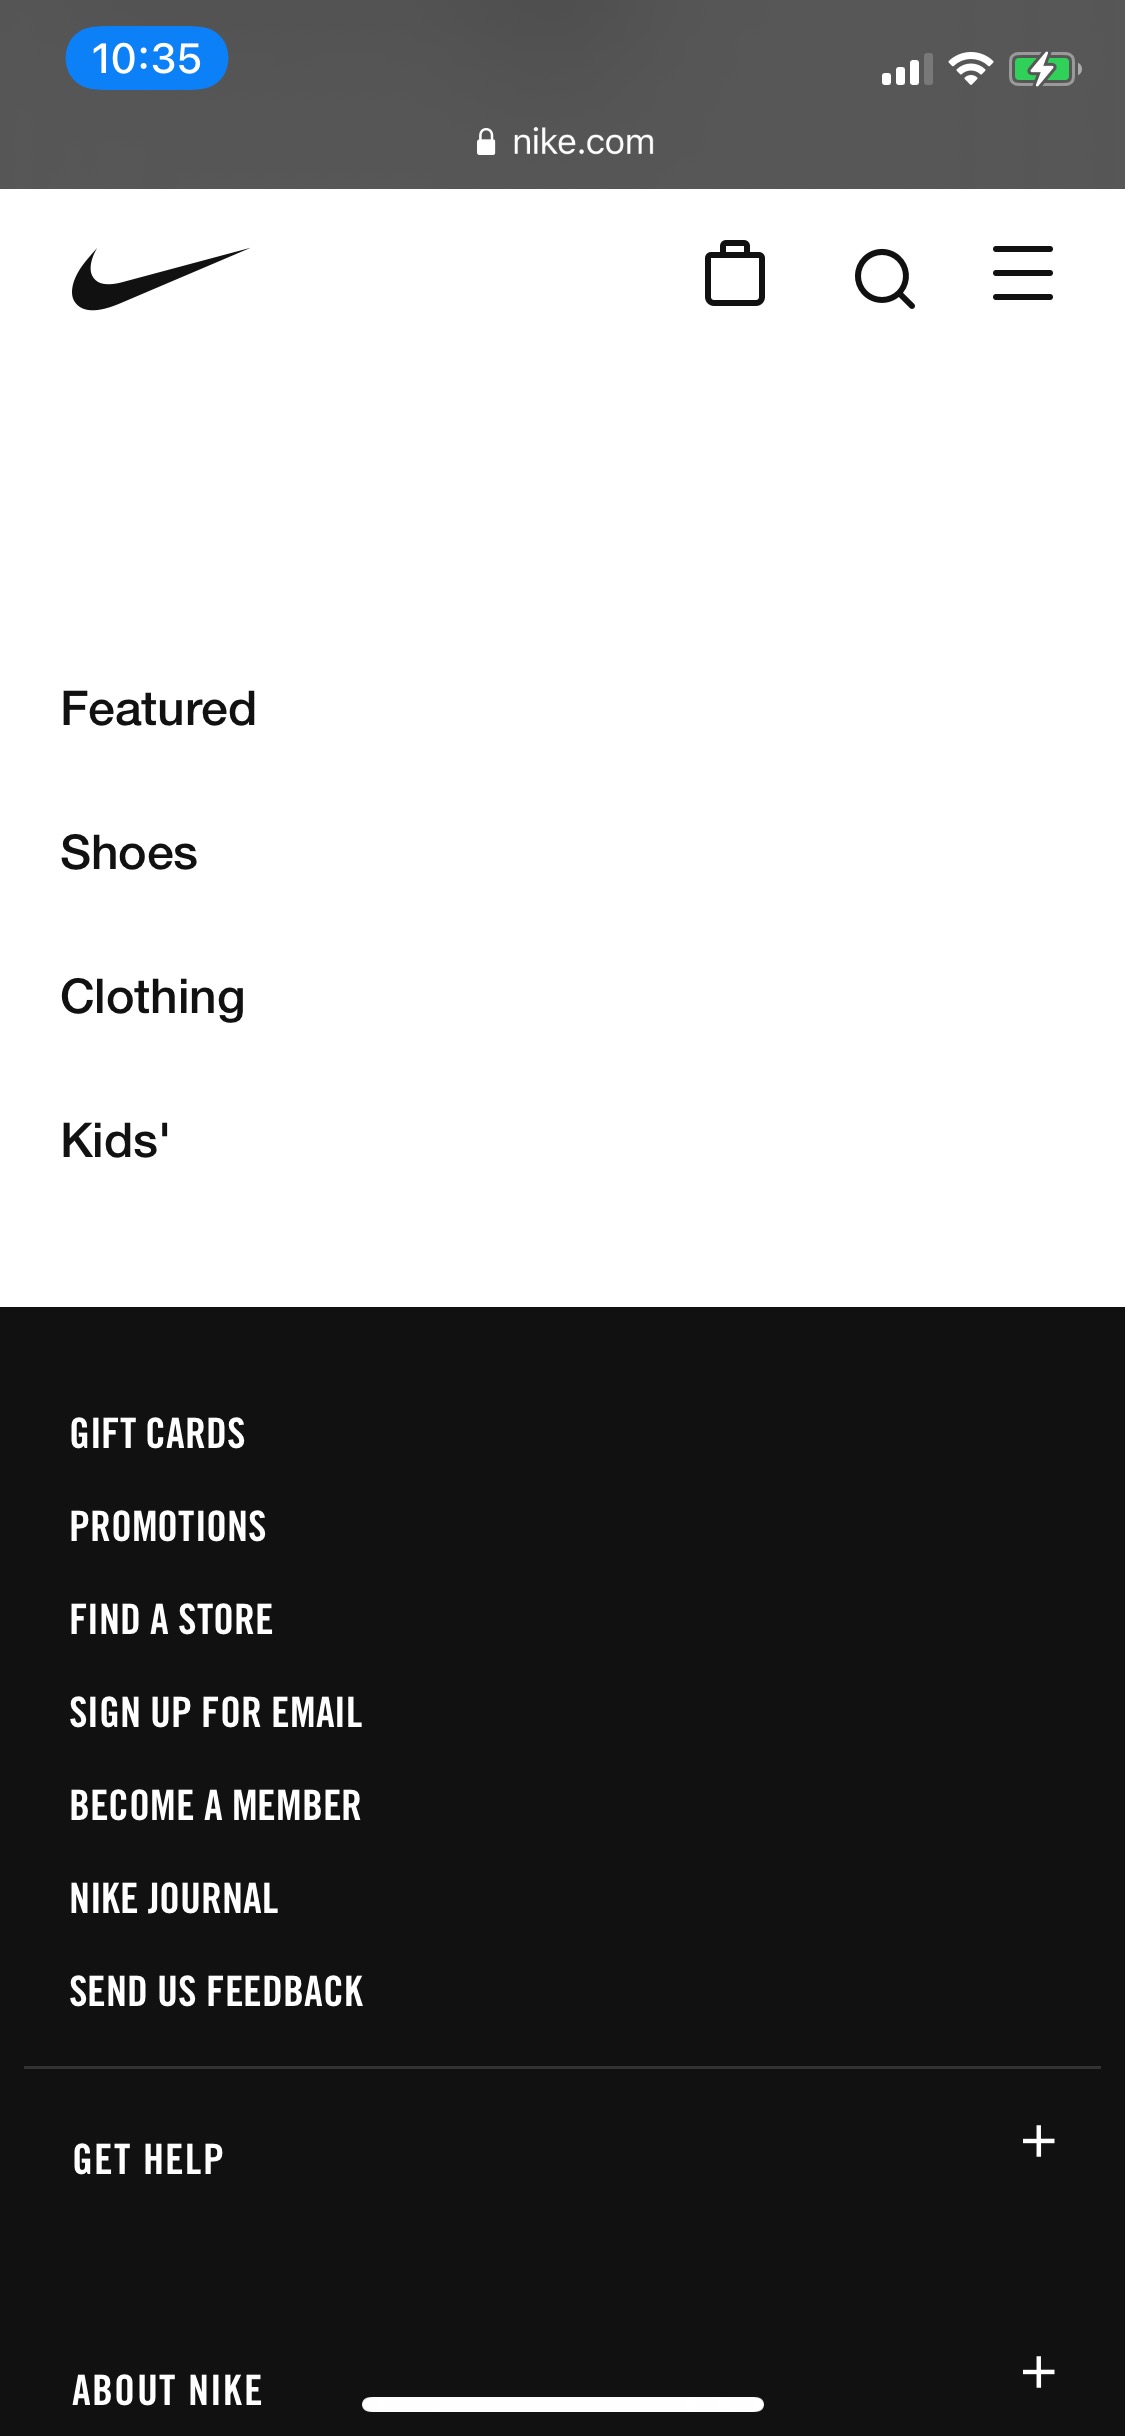 10:35
nike.com
Featured
Shoes
Clothing
Kids'
GIFT CARDS
PROMOTIONS
FIND A STORE
SIGN UP FOR EMAIL
BECOME A MEMBER
NIKE JOURNAL
SEND US FEEDBACK
GET HELP
ABOUT NIKE